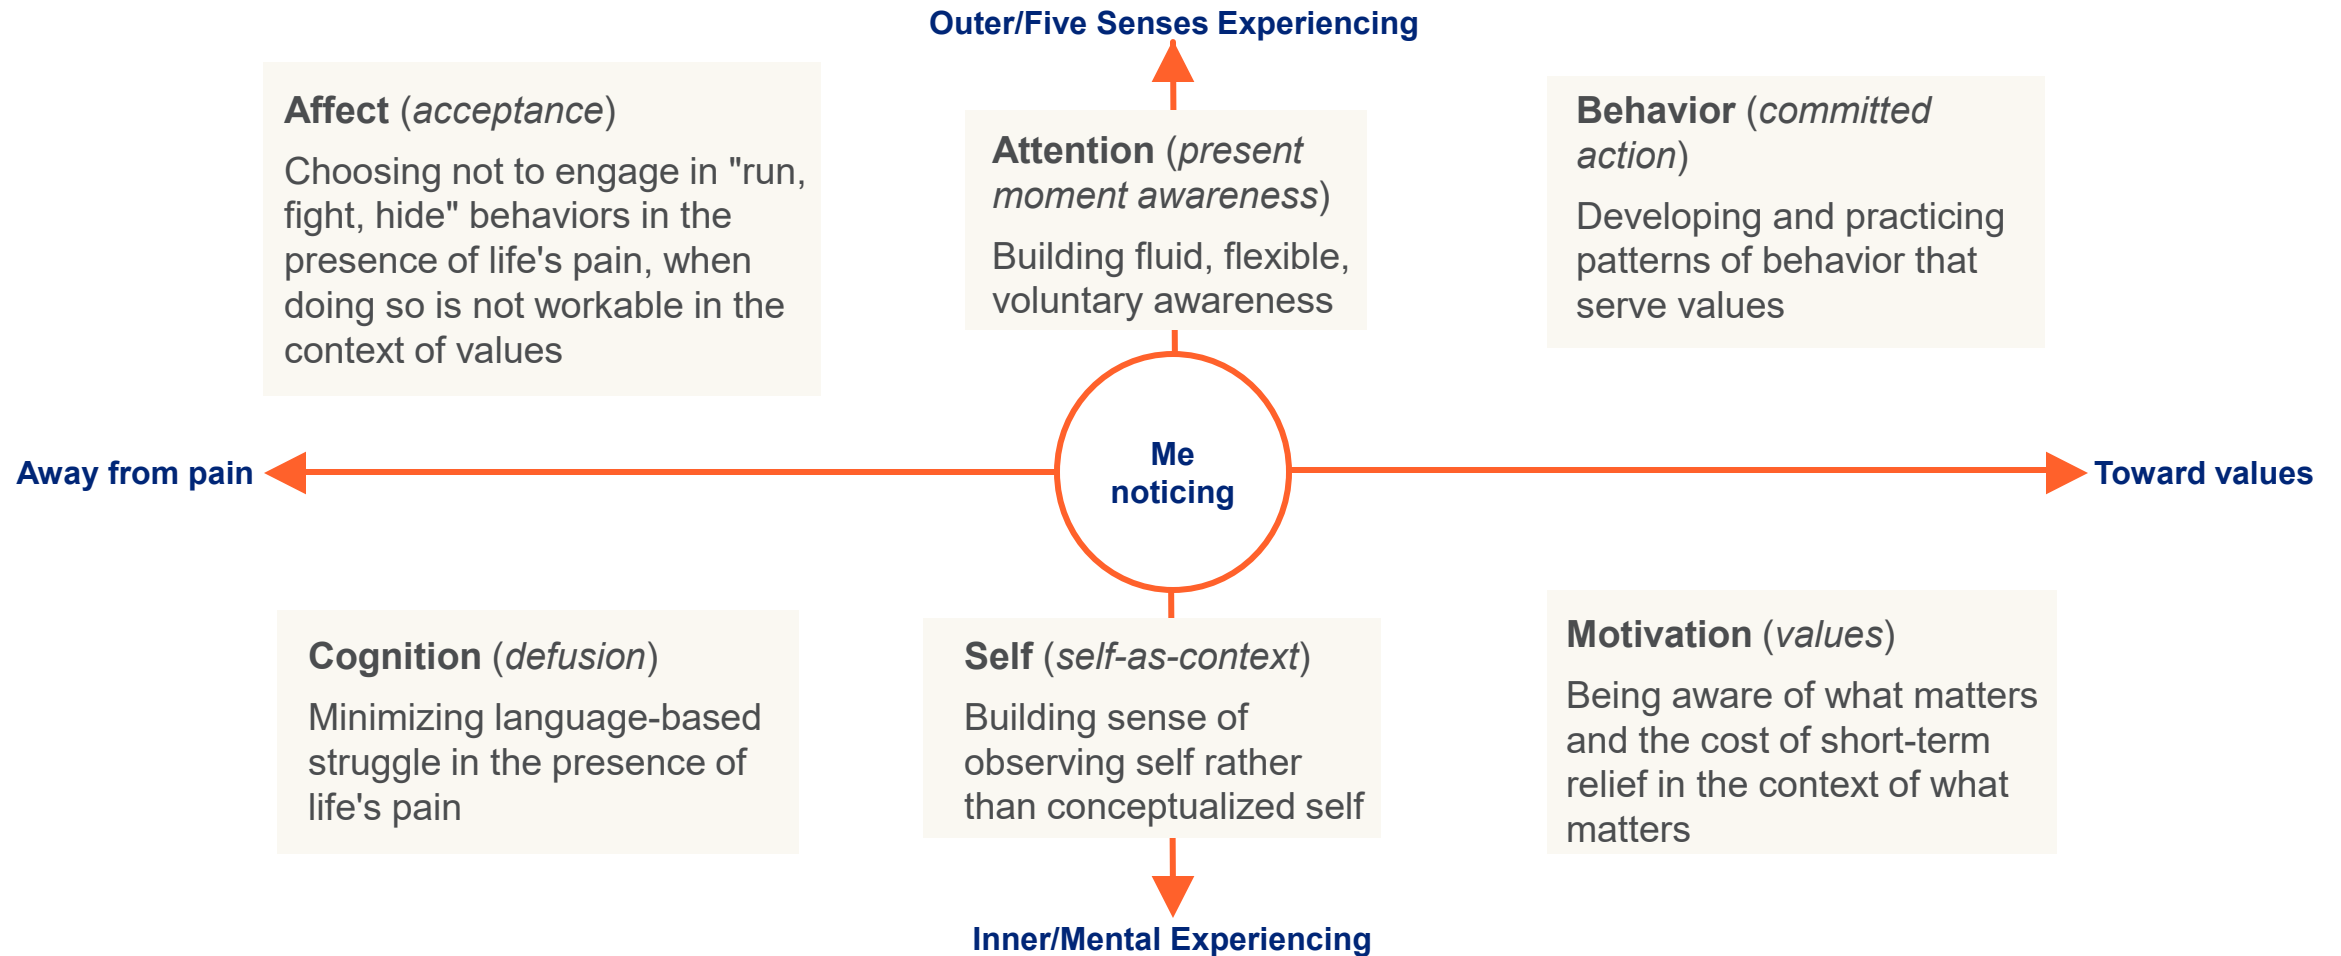 Outer/Five Senses Experiencing
Affect (acceptance)
Choosing not to engage in "run,
fight, hide" behaviors in the
presence of life's pain, when
doing so is not workable in the
context of values
Attention (present
moment awareness)
Building fluid, flexible,
voluntary awareness
Behavior (committed
action)
Developing and practicing
patterns of behavior that
serve values
Away from pain
Me
noticing
Toward values
Cognition (defusion)
Minimizing language-based
struggle in the presence of
life's pain
Self (self-as-context)
Building sense of
observing self rather
than conceptualized self
Motivation (values)
Being aware of what matters
and the cost of short-term
relief in the context of what
matters
Inner/Mental Experiencing